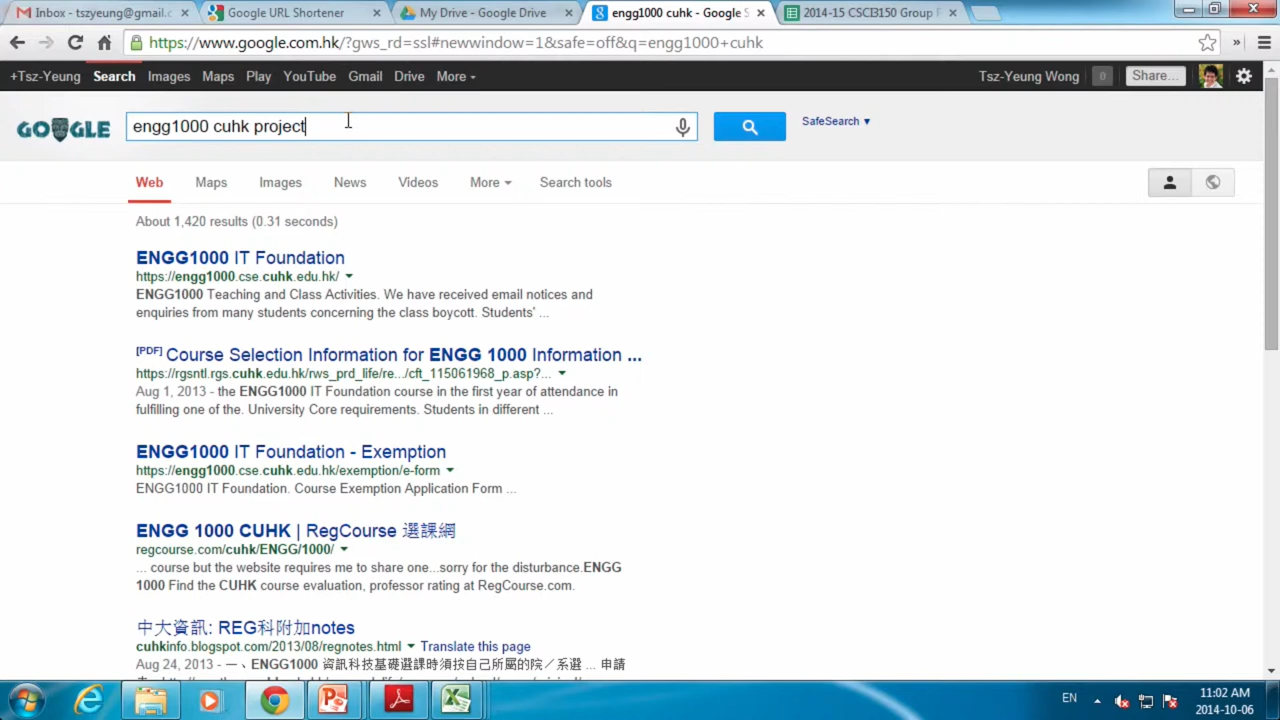 Inbox - tszyeung@gmail.c
Google URL Shortener
My Drive - Google Drive
engg1000 cuhk - Google S
2014-15 CSCI3150 Group
https://www.google.com.hk/?gws_rd=ssl#newwindow=1&safe=off&q=engg1000+cuhk
+Tsz-Yeung Search Images Maps Play YouTube Gmail Drive More
Tsz-Yeung Wong 0 Share...
GOOGLE
engg1000 cuhk project
SafeSearch
Web Maps Images News Videos More Search tools
About 1,420 results (0.31 seconds)
ENGG1000 IT Foundation
https://engg1000.cse.cuhk.edu.hk/
ENGG1000 Teaching and Class Activities. We have received email notices and
enquiries from many students concerning the class boycott. Students' ...
[PDF] Course Selection Information for ENGG 1000 Information ...
https://rgsntl.rgs.cuhk.edu.hk/rws_prd_life/re.../cft_115061968_p.asp?...
Aug 1, 2013 - the ENGG1000 IT Foundation course in the first year of attendance in
fulfilling one of the. University Core requirements. Students in different ...
ENGG1000 IT Foundation - Exemption
https://engg1000.cse.cuhk.edu.hk/exemption/e-form
ENGG1000 IT Foundation. Course Exemption Application Form ...
ENGG 1000 CUHK | RegCourse 選課網
regcourse.com/cuhk/ENGG/1000/
... course but the website requires me to share one...sorry for the disturbance.ENGG
1000 Find the CUHK course evaluation, professor rating at RegCourse.com.
中大資訊: REG科附加notes
cuhkinfo.blogspot.com/2013/08/regnotes.html Translate this page
Aug 24, 2013 - 一、ENGG1000 資訊科技基礎選課時須按自己所屬的院／系選 ... 申請
EN
11:02 AM
2014-10-06